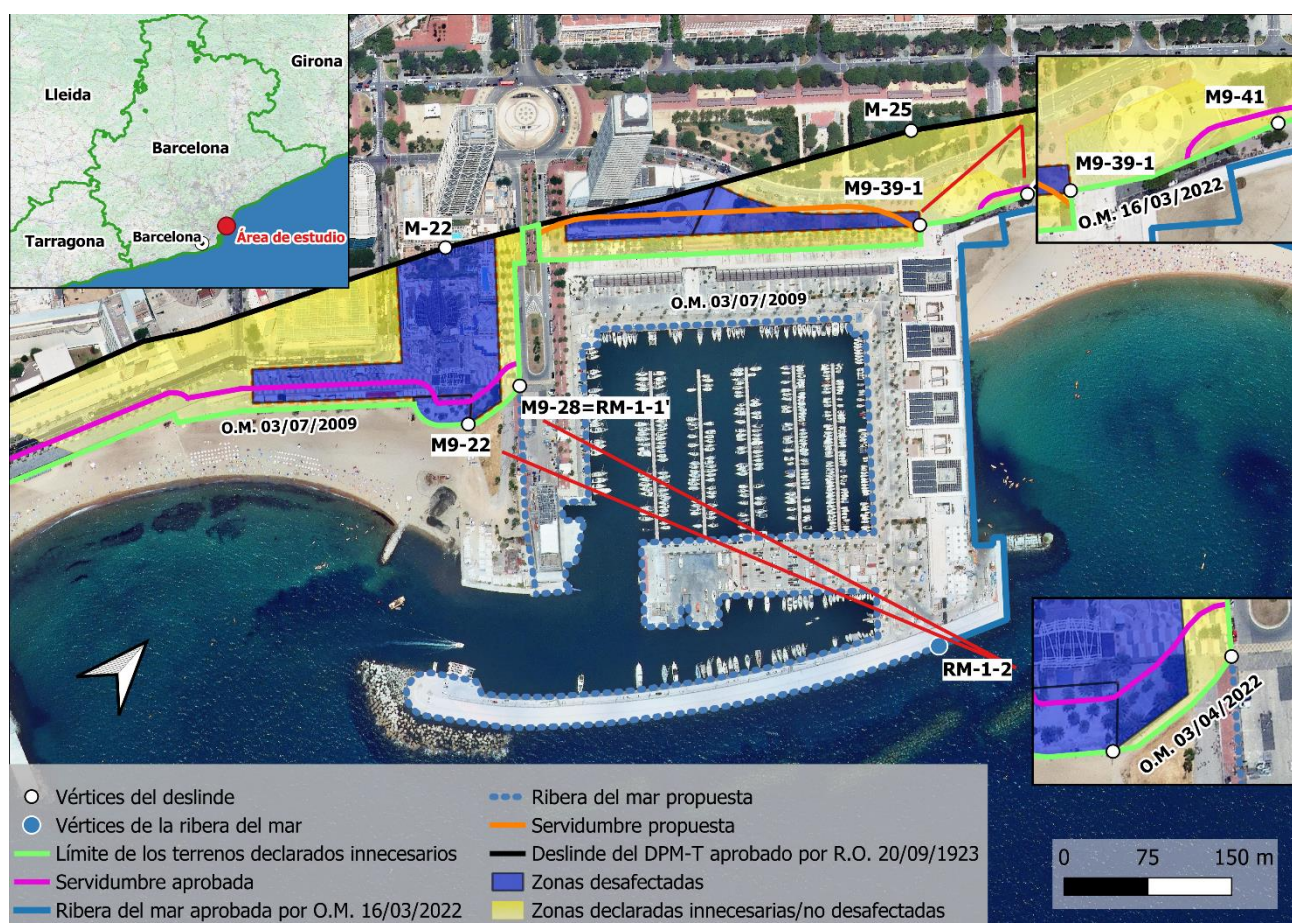 Girona
Lleida
Barcelona
Tarragona
Barcelona
Área de estudio
M-25
M9-41
M9-39-1
M9-39-1
O.M. 16/03/2022
M-22
O.M. 03/07/2009
O.M. 03/07/2009
M9-28=RM-1-1'
M9-22
RM-1-2
O.M. 03/04/2022
Vértices del deslinde
Vértices de la ribera del mar
Límite de los terrenos declarados innecesarios
Servidumbre aprobada
Ribera del mar aprobada por O.M. 16/03/2022
Ribera del mar propuesta
Servidumbre propuesta
Deslinde del DPM-T aprobado por R.O. 20/09/1923
Zonas desafectadas
Zonas declaradas innecesarias/no desafectadas
0 75 150 m